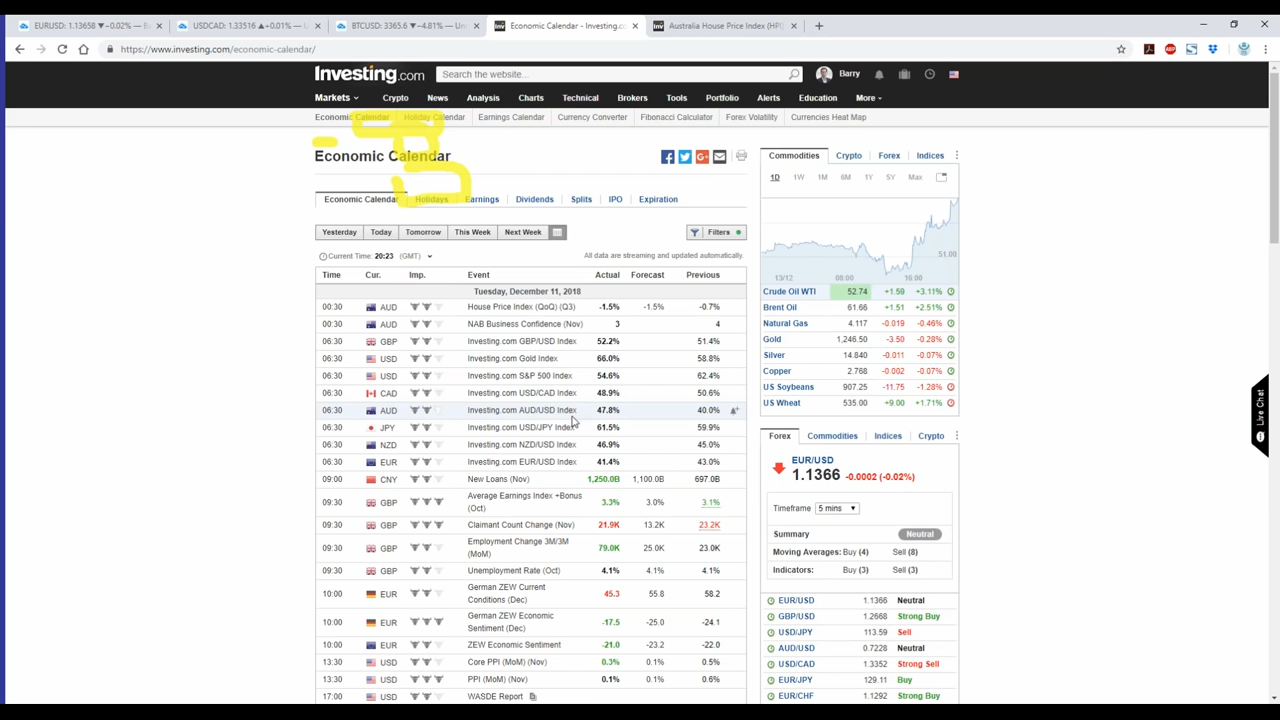 EURUSD: 1.13658 ▼−0.02% — E
USDCAD: 1.33516 ▲+0.01% — U
BTCUSD: 3365.6 ▼−4.81% — Un
Economic Calendar - Investing.co
Australia House Price Index (HPI
https://www.investing.com/economic-calendar/
Investing.com
Search the website...
Barry
Markets Crypto News Analysis Charts Technical Brokers Tools Portfolio Alerts Education More
Economic Calendar Holiday Calendar Earnings Calendar Currency Converter Fibonacci Calculator Forex Volatility Currencies Heat Map
Economic Calendar
Economic Calendar Holidays Earnings Dividends Splits IPO Expiration
Yesterday Today Tomorrow This Week Next Week Filters
Current Time: 20:23 (GMT) All data are streaming and updated automatically.
Time Cur. Imp. Event Actual Forecast Previous
Tuesday, December 11, 2018
00:30 AUD House Price Index (QoQ) (Q3) -1.5% -1.5% -0.7%
00:30 AUD NAB Business Confidence (Nov) 3 4
06:30 GBP Investing.com GBP/USD Index 52.2% 51.4%
06:30 USD Investing.com Gold Index 66.0% 58.8%
06:30 USD Investing.com S&P 500 Index 54.6% 62.4%
06:30 CAD Investing.com USD/CAD Index 48.9% 50.6%
06:30 AUD Investing.com AUD/USD Index 47.8% 40.0%
06:30 JPY Investing.com USD/JPY Index 61.5% 59.9%
06:30 NZD Investing.com NZD/USD Index 46.9% 45.0%
06:30 EUR Investing.com EUR/USD Index 41.4% 43.0%
09:00 CNY New Loans (Nov) 1,250.0B 1,100.0B 697.0B
09:30 GBP Average Earnings Index +Bonus (Oct) 3.3% 3.0% 3.1%
09:30 GBP Claimant Count Change (Nov) 21.9K 13.2K 23.2K
09:30 GBP Employment Change 3M/3M (MoM) 79.0K 25.0K 23.0K
09:30 GBP Unemployment Rate (Oct) 4.1% 4.1% 4.1%
10:00 EUR German ZEW Current Conditions (Dec) 45.3 55.8 58.2
10:00 EUR German ZEW Economic Sentiment (Dec) -17.5 -25.0 -24.1
10:00 EUR ZEW Economic Sentiment -21.0 -23.2 -22.0
13:30 USD Core PPI (MoM) (Nov) 0.3% 0.1% 0.5%
13:30 USD PPI (MoM) (Nov) 0.1% 0.1% 0.6%
17:00 USD WASDE Report
Commodities Crypto Forex Indices
1D 1W 1M 6M 1Y 5Y Max
51.00
13/12 08:00 16:00
Crude Oil WTI 52.74 +1.59 +3.11%
Brent Oil 61.66 +1.51 +2.51%
Natural Gas 4.117 -0.019 -0.46%
Gold 1,246.50 -3.50 -0.28%
Silver 14.840 -0.011 -0.07%
Copper 2.768 -0.002 -0.07%
US Soybeans 907.25 -11.75 -1.28%
US Wheat 535.00 +9.00 +1.71%
Forex Commodities Indices Crypto
EUR/USD
1.1366 -0.0002 (-0.02%)
Timeframe 5 mins
Summary Neutral
Moving Averages: Buy (4) Sell (8)
Indicators: Buy (3) Sell (3)
EUR/USD 1.1366 Neutral
GBP/USD 1.2668 Strong Buy
USD/JPY 113.59 Sell
AUD/USD 0.7228 Neutral
USD/CAD 1.3352 Strong Sell
EUR/JPY 129.11 Buy
EUR/CHF 1.1292 Strong Buy
Live Chat